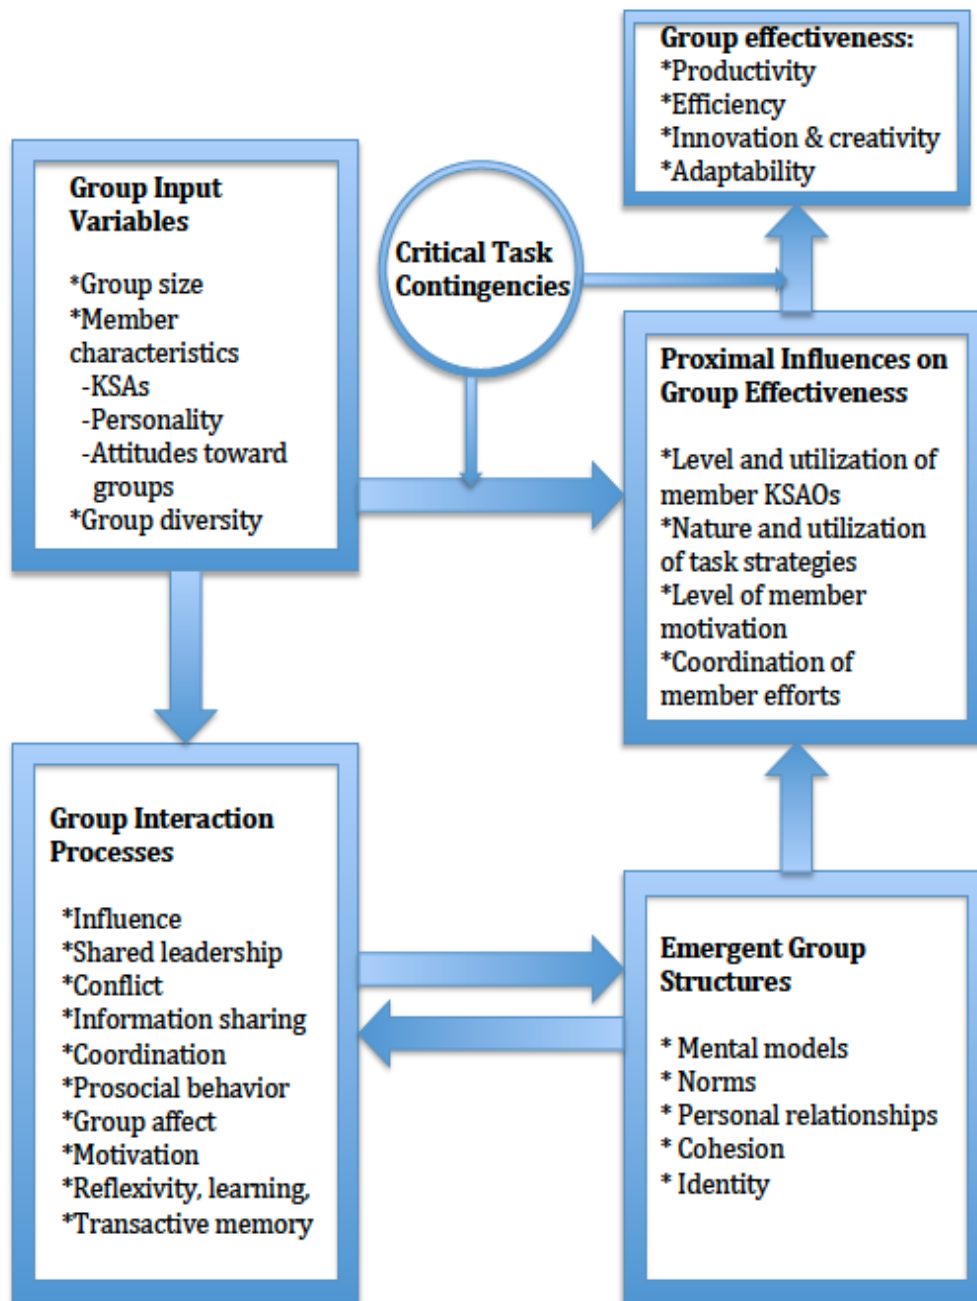 Group effectiveness:
*Productivity
*Efficiency
*Innovation & creativity
*Adaptability
Group Input
Variables
*Group size
*Member
characteristics
-KSAs
-Personality
-Attitudes toward
groups
*Group diversity
Critical Task
Contingencies
Proximal Influences on
Group Effectiveness
*Level and utilization of
member KSAOs
*Nature and utilization
of task strategies
*Level of member
motivation
*Coordination of
member efforts
Group Interaction
Processes
*Influence
*Shared leadership
*Conflict
*Information sharing
*Coordination
*Prosocial behavior
*Group affect
*Motivation
*Reflexivity, learning,
*Transactive memory
Emergent Group
Structures
* Mental models
* Norms
* Personal relationships
* Cohesion
* Identity